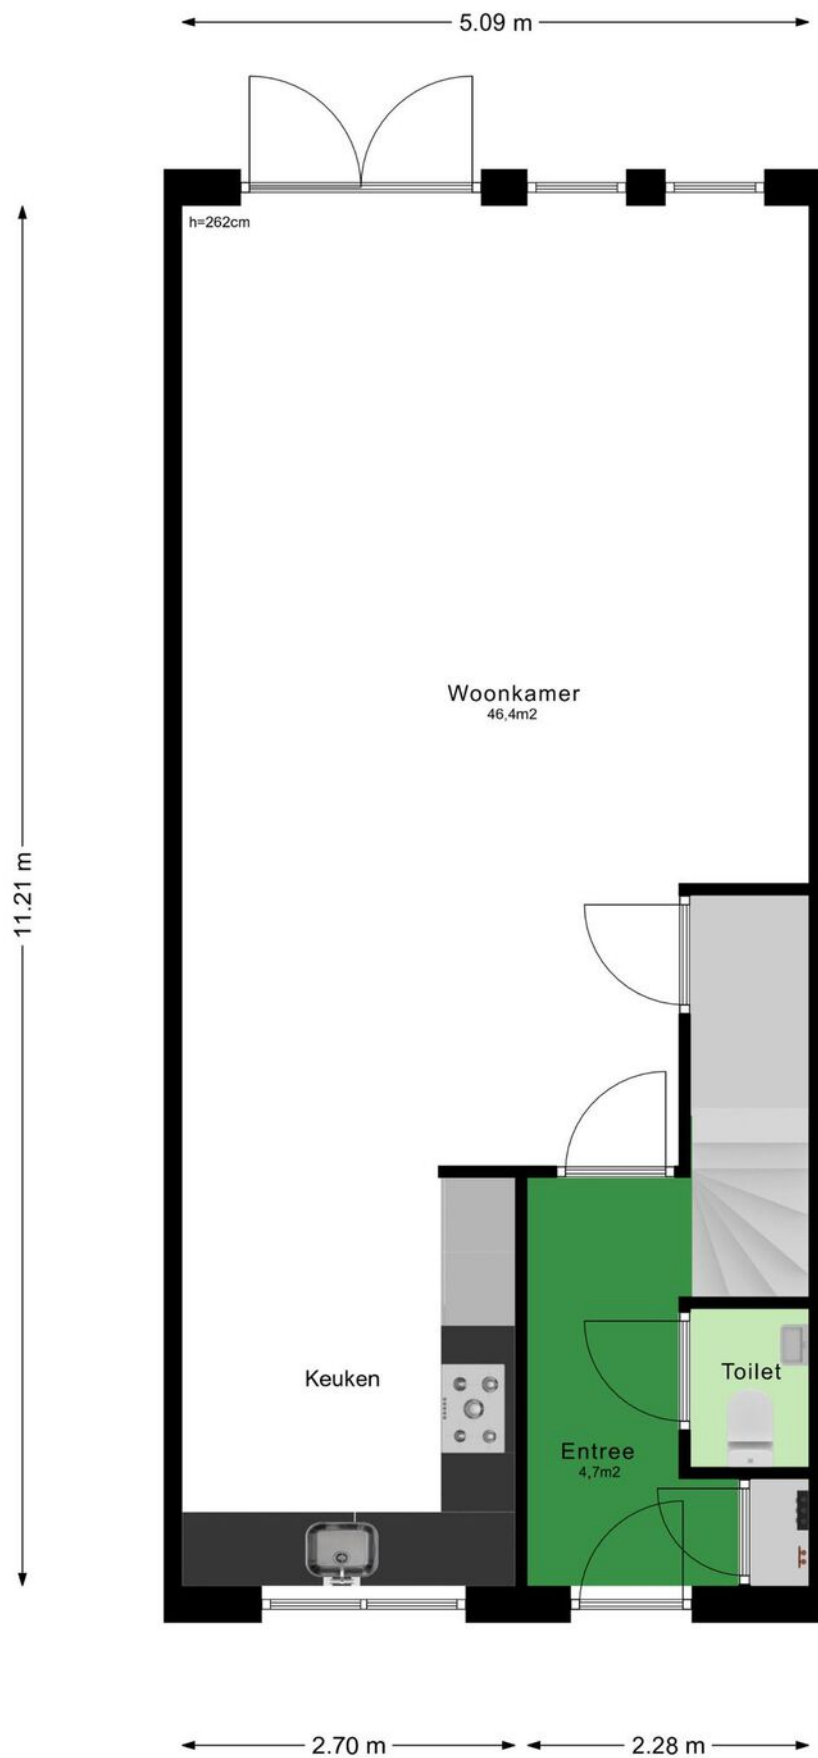 5.09 m
h=262cm
Woonkamer
46,4m2
11.21 m
Keuken
Toilet
Entree
4,7m2
2.70 m
2.28 m